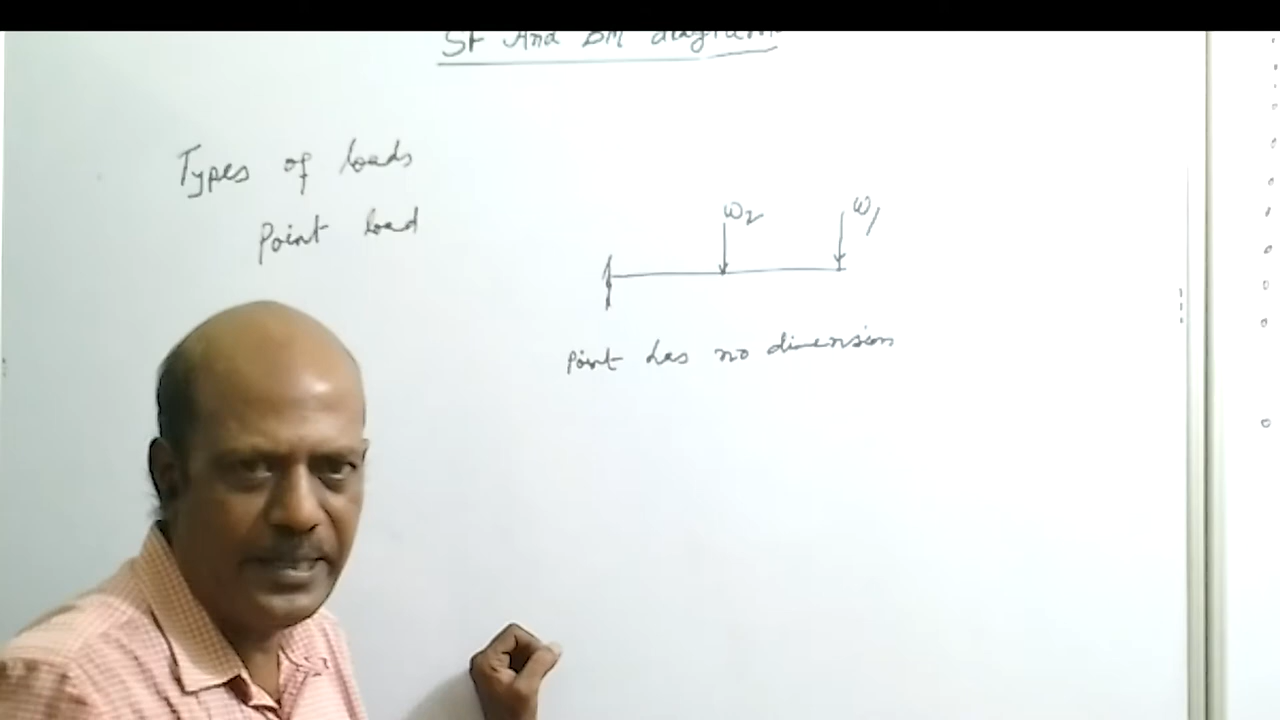 SF And BM diagram
Types of loads
Point load
W2
W1
Point has no dimension